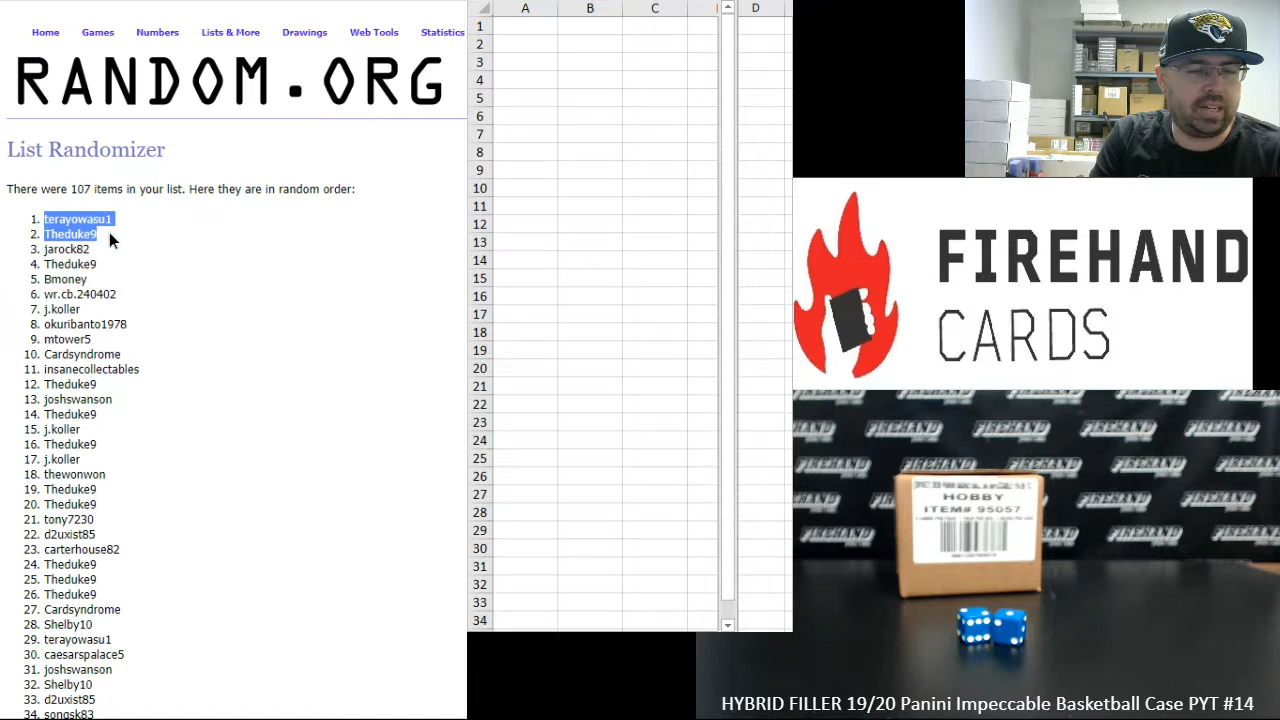 Home Games Numbers Lists & More Drawings Web Tools Statistics
RANDOM.ORG
List Randomizer
There were 107 items in your list. Here they are in random order:
1. terayowasu1
2. Theduke9
3. jarock82
4. Theduke9
5. Bmoney
6. wr.cb.240402
7. j.koller
8. okuribanto1978
9. mtower5
10. Cardsyndrome
11. insanecollectables
12. Theduke9
13. joshswanson
14. Theduke9
15. j.koller
16. Theduke9
17. j.koller
18. thewonwon
19. Theduke9
20. Theduke9
21. tony7230
22. d2uxist85
23. carterhouse82
24. Theduke9
25. Theduke9
26. Theduke9
27. Cardsyndrome
28. Shelby10
29. terayowasu1
30. caesarspalace5
31. joshswanson
32. Shelby10
33. d2uxist85
34. songsk83
A B C D
1
2
3
4
5
6
7
8
9
10
11
12
13
14
15
16
17
18
19
20
21
22
23
24
25
26
27
28
29
30
31
32
33
34
FIREHAND
CARDS
FIREHAND FIREHAND FIREHAND
HOBBY
ITEM# 95057
HYBRID FILLER 19/20 Panini Impeccable Basketball Case PYT #14